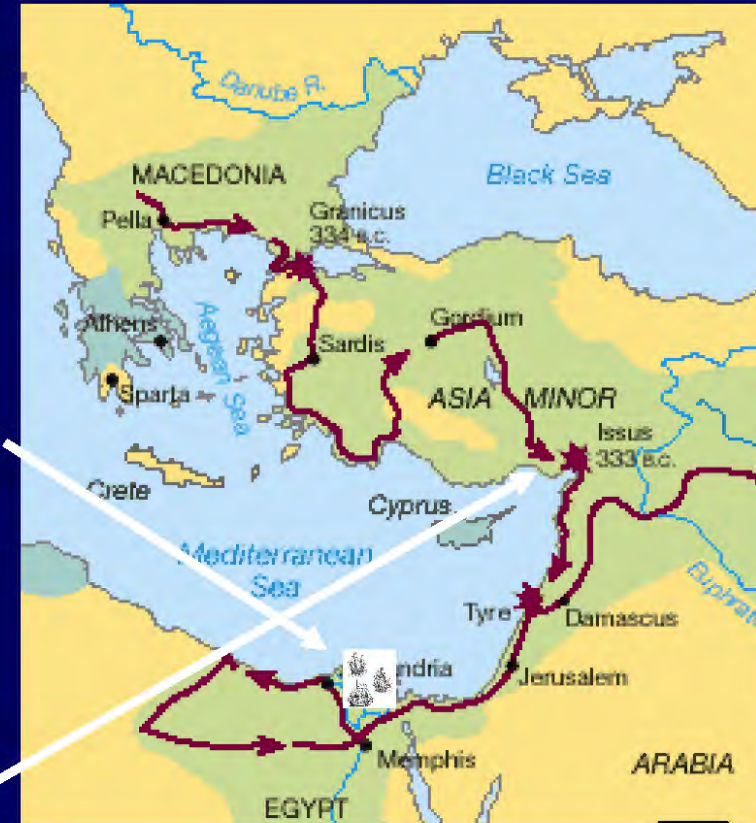 Danube R.
MACEDONIA
Black Sea
Pella
Granicus
334 B.C.
Aegean Sea
Athens
Gordium
Sardis
Sparta
ASIA MINOR
Issus
333 B.C.
Crete
Cyprus
Mediterranean
Sea
Tyre
Damascus
ndria
Jerusalem
Memphis
ARABIA
EGYPT